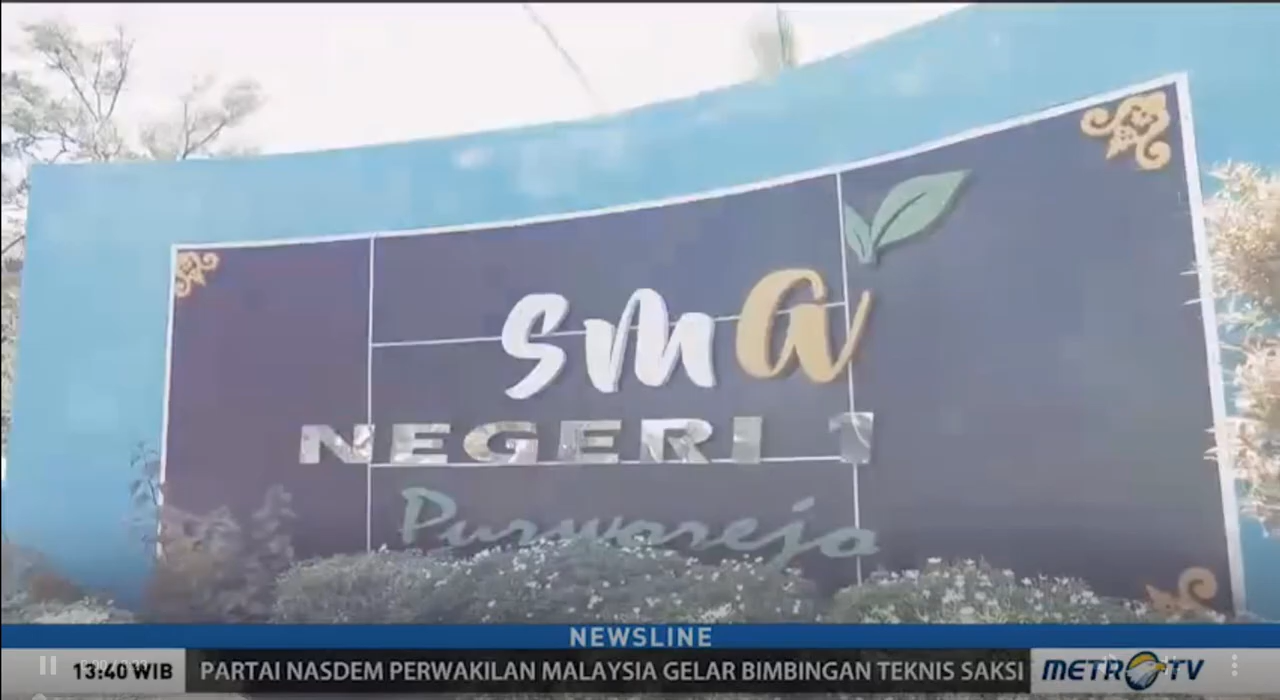 sma
NEGERI 1
Purworejo
NEWSLINE
13:40 WIB
PARTAI NASDEM PERWAKILAN MALAYSIA GELAR BIMBINGAN TEKNIS SAKSI
METRO TV